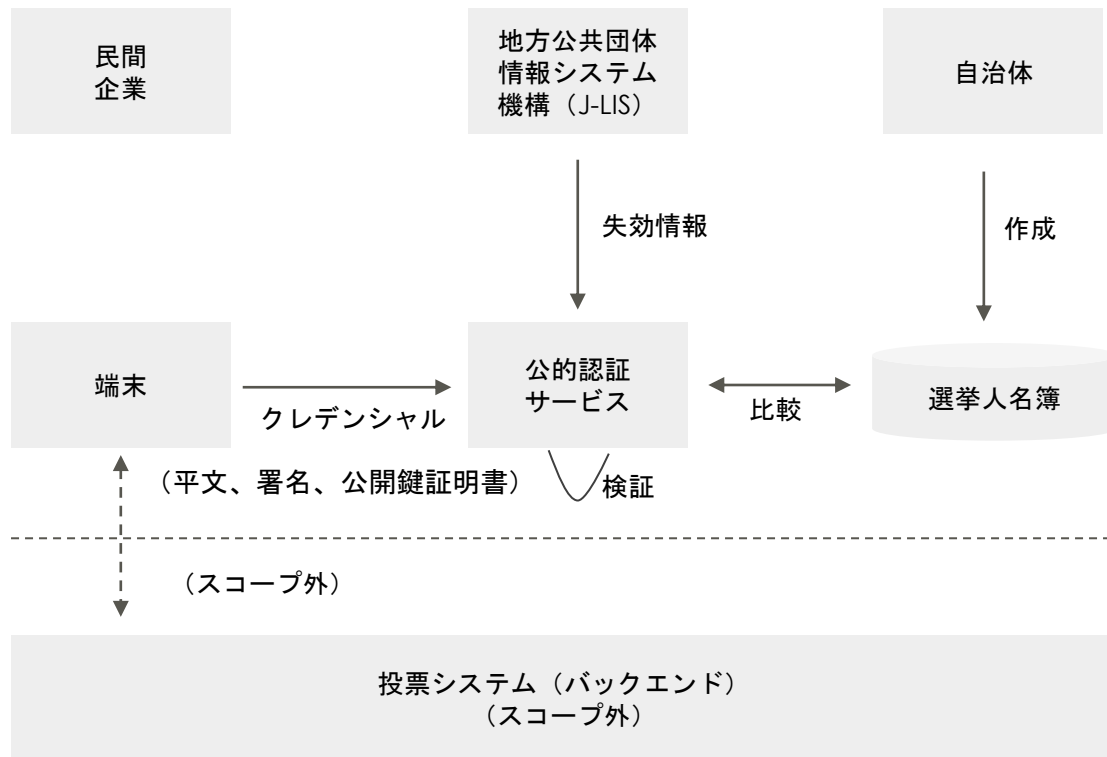 民間
企業
地方公共団体
情報システム
機構（J-LIS）
自治体
失効情報
作成
端末
クレデンシャル
公的認証
サービス
比較
選挙人名簿
（平文、署名、公開鍵証明書）
検証
（スコープ外）
投票システム（バックエンド）
（スコープ外）